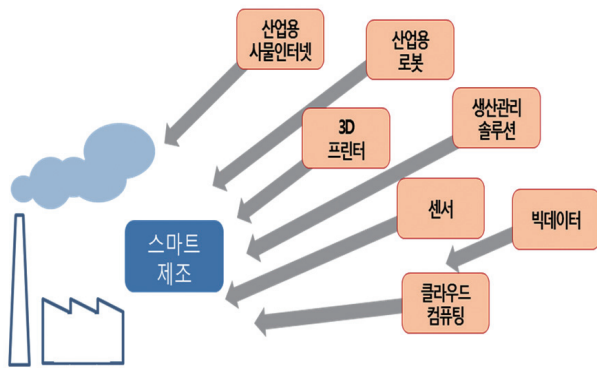 산업용
사물인터넷
산업용
로봇
3D
프린터
생산관리
솔루션
센서
빅데이터
스마트
제조
클라우드
컴퓨팅